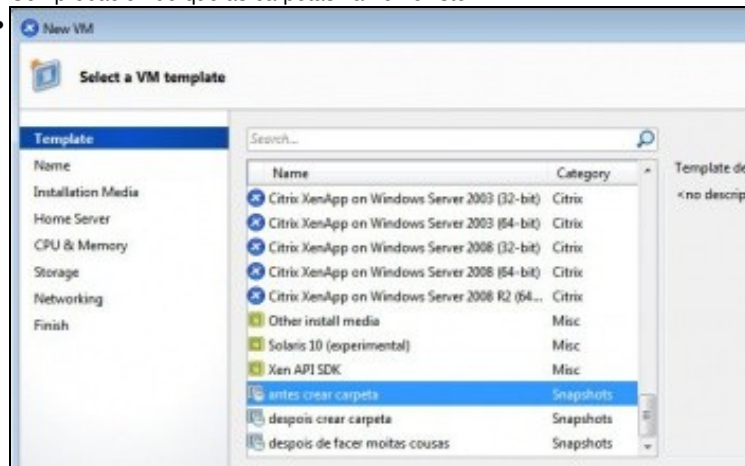 New VM
Select a VM template
Template
Name
Installation Media
Home Server
CPU & Memory
Storage
Networking
Finish
Search...
Name Category
Citrix XenApp on Windows Server 2003 (32-bit) Citrix
Citrix XenApp on Windows Server 2003 (64-bit) Citrix
Citrix XenApp on Windows Server 2008 (32-bit) Citrix
Citrix XenApp on Windows Server 2008 (64-bit) Citrix
Citrix XenApp on Windows Server 2008 R2 (64... Citrix
Other install media Misc
Solaris 10 (experimental) Misc
Xen API SDK Misc
antes crear carpeta Snapshots
despois crear carpeta Snapshots
despois de facer moitas cousas Snapshots
Template de
<no descrip